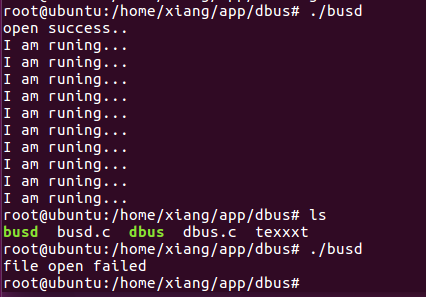 root@ubuntu:/home/xiang/app/dbus# ./busd
open success..
I am runing...
I am runing...
I am runing...
I am runing...
I am runing...
I am runing...
I am runing...
I am runing...
I am runing...
I am runing...
root@ubuntu:/home/xiang/app/dbus# ls
busd busd.c dbus dbus.c texxxt
root@ubuntu:/home/xiang/app/dbus# ./busd
file open failed
root@ubuntu:/home/xiang/app/dbus#